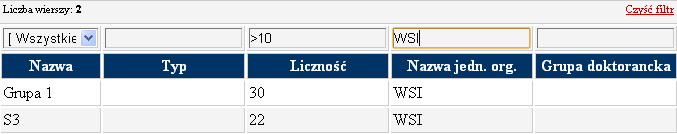 Liczba wierszy: 2 Czyść filtr
[ Wszystkie >10 WSI
Nazwa Typ Liczność Nazwa jedn. org. Grupa doktorancka
Grupa 1 30 WSI
S3 22 WSI